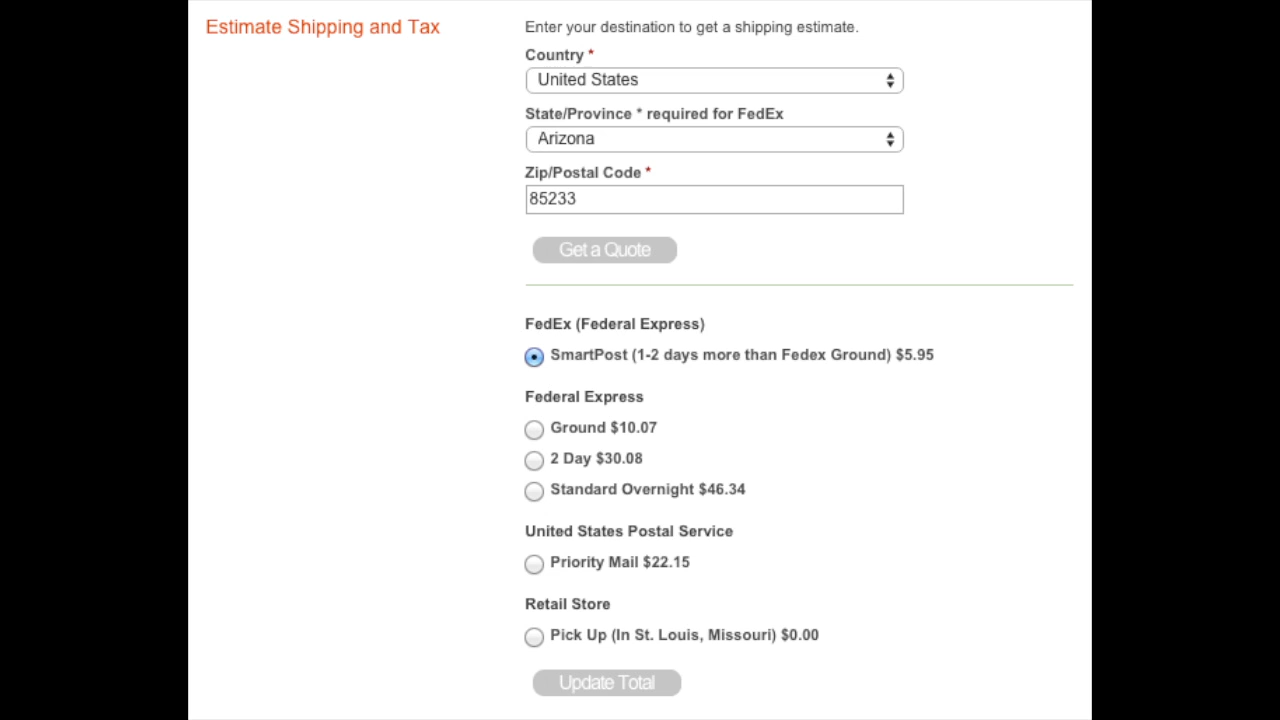 Estimate Shipping and Tax
Enter your destination to get a shipping estimate.
Country *
United States
State/Province * required for FedEx
Arizona
Zip/Postal Code *
85233
Get a Quote
FedEx (Federal Express)
SmartPost (1-2 days more than Fedex Ground) $5.95
Federal Express
Ground $10.07
2 Day $30.08
Standard Overnight $46.34
United States Postal Service
Priority Mail $22.15
Retail Store
Pick Up (In St. Louis, Missouri) $0.00
Update Total